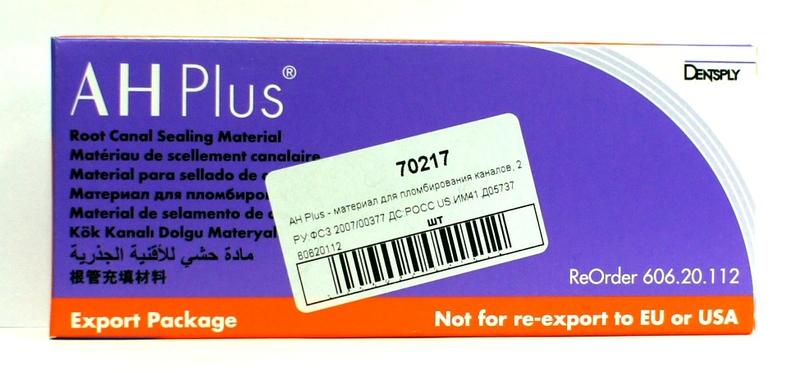 AH Plus®
DENTSPLY
Root Canal Sealing Material
Matériau de scellement canalaire
Material para sellado de c
Материал для пломбиров
Material de selamento de c
Kök Kanalı Dolgu Materyal
مادة حشي للأقنية الجذرية
根管充填材料
70217
AH Plus - материал для пломбирования каналов, 2
РУ ФСЗ 2007/00377 ДС РОСС US.ИМ41.Д05737
60620112
шт
ReOrder 606.20.112
Export Package
Not for re-export to EU or USA